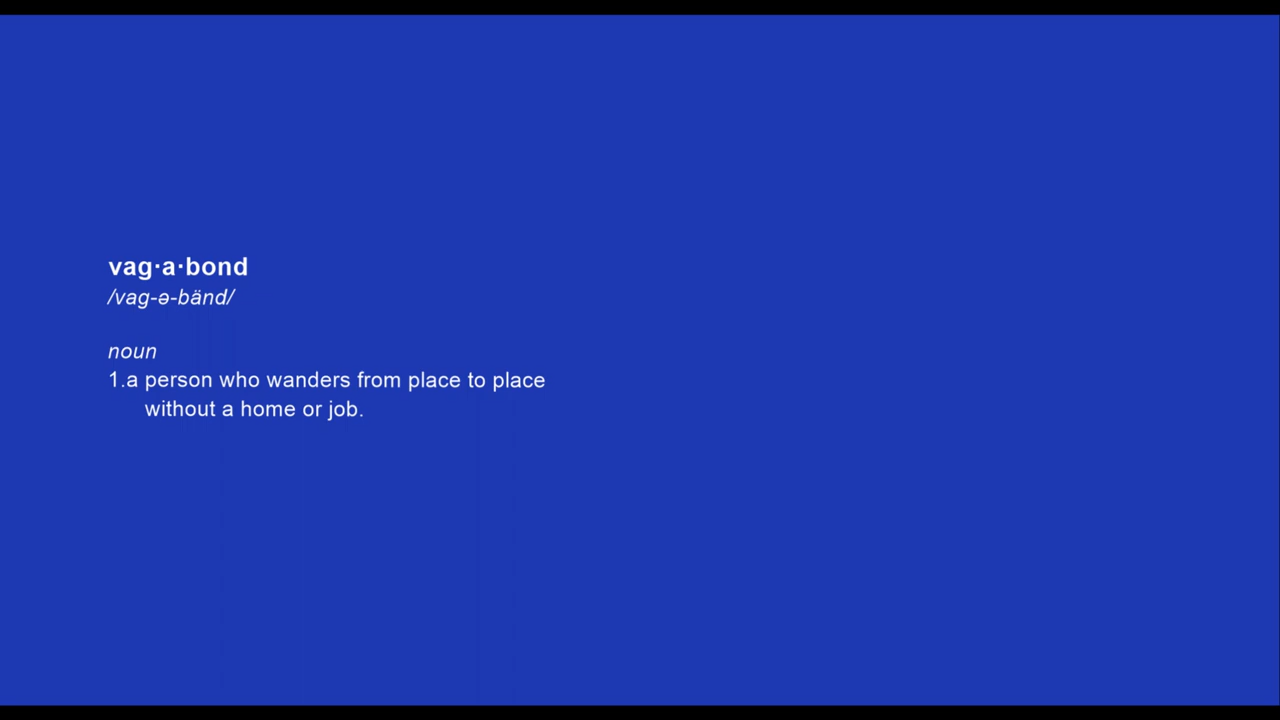 vag·a·bond
/vag-ə-bänd/
noun
1.a person who wanders from place to place
without a home or job.